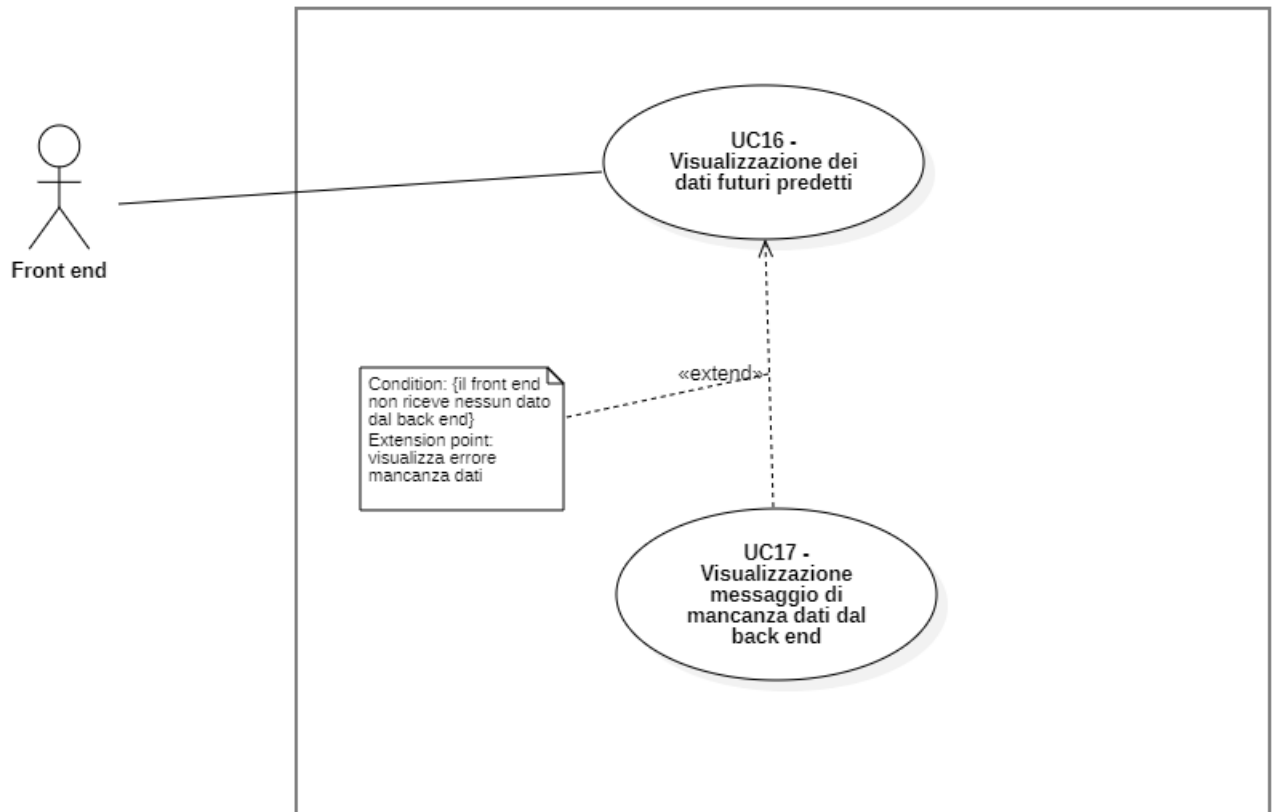 UC16 -
Visualizzazione dei
dati futuri predetti
Front end
«extend»
Condition: {il front end
non riceve nessun dato
dal back end}
Extension point:
visualizza errore
mancanza dati
UC17 -
Visualizzazione
messaggio di
mancanza dati dal
back end